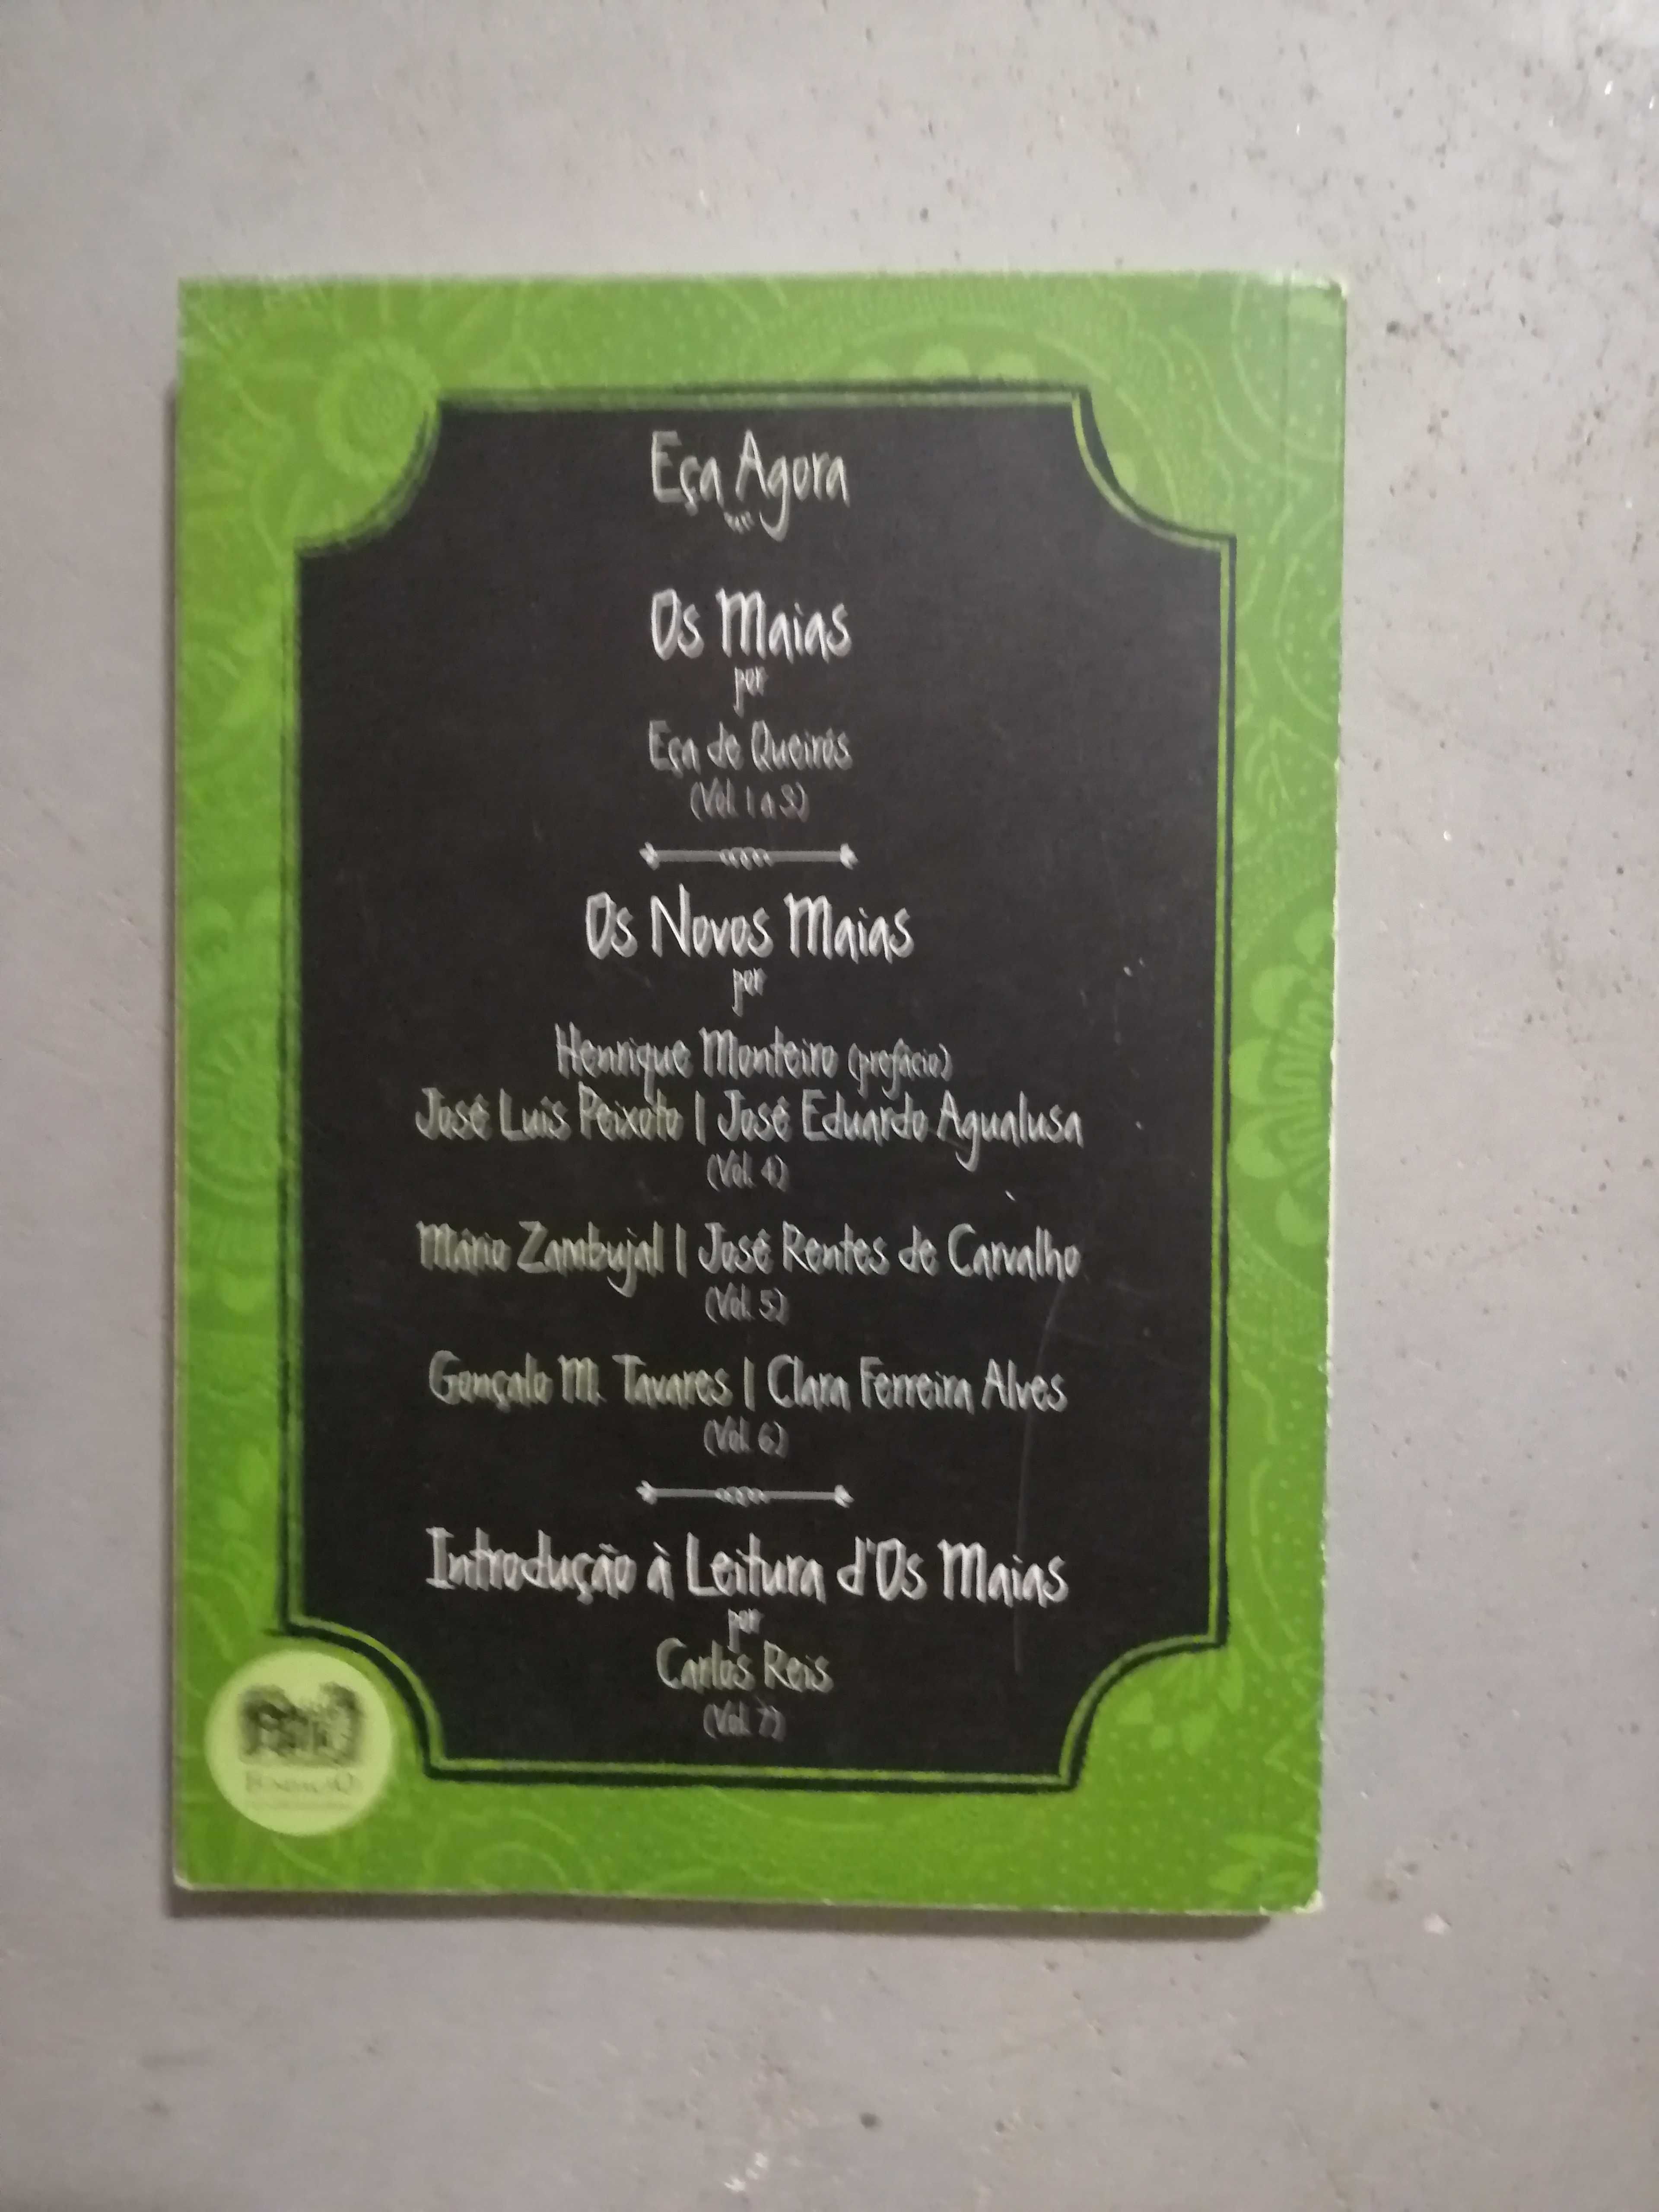 Eça Agora
Os Maias
por
Eça de Queirós
(Vol. 1 a 3)
Os Novos Maias
por
Henrique Monteiro (prefácio)
José Luís Peixoto | José Eduardo Agualusa
(Vol. 4)
Mário Zambujal | José Rentes de Carvalho
(Vol. 5)
Gonçalo M. Tavares | Clara Ferreira Alves
(Vol. 6)
Introdução à Leitura d'Os Maias
por
Carlos Reis
(Vol. 7)